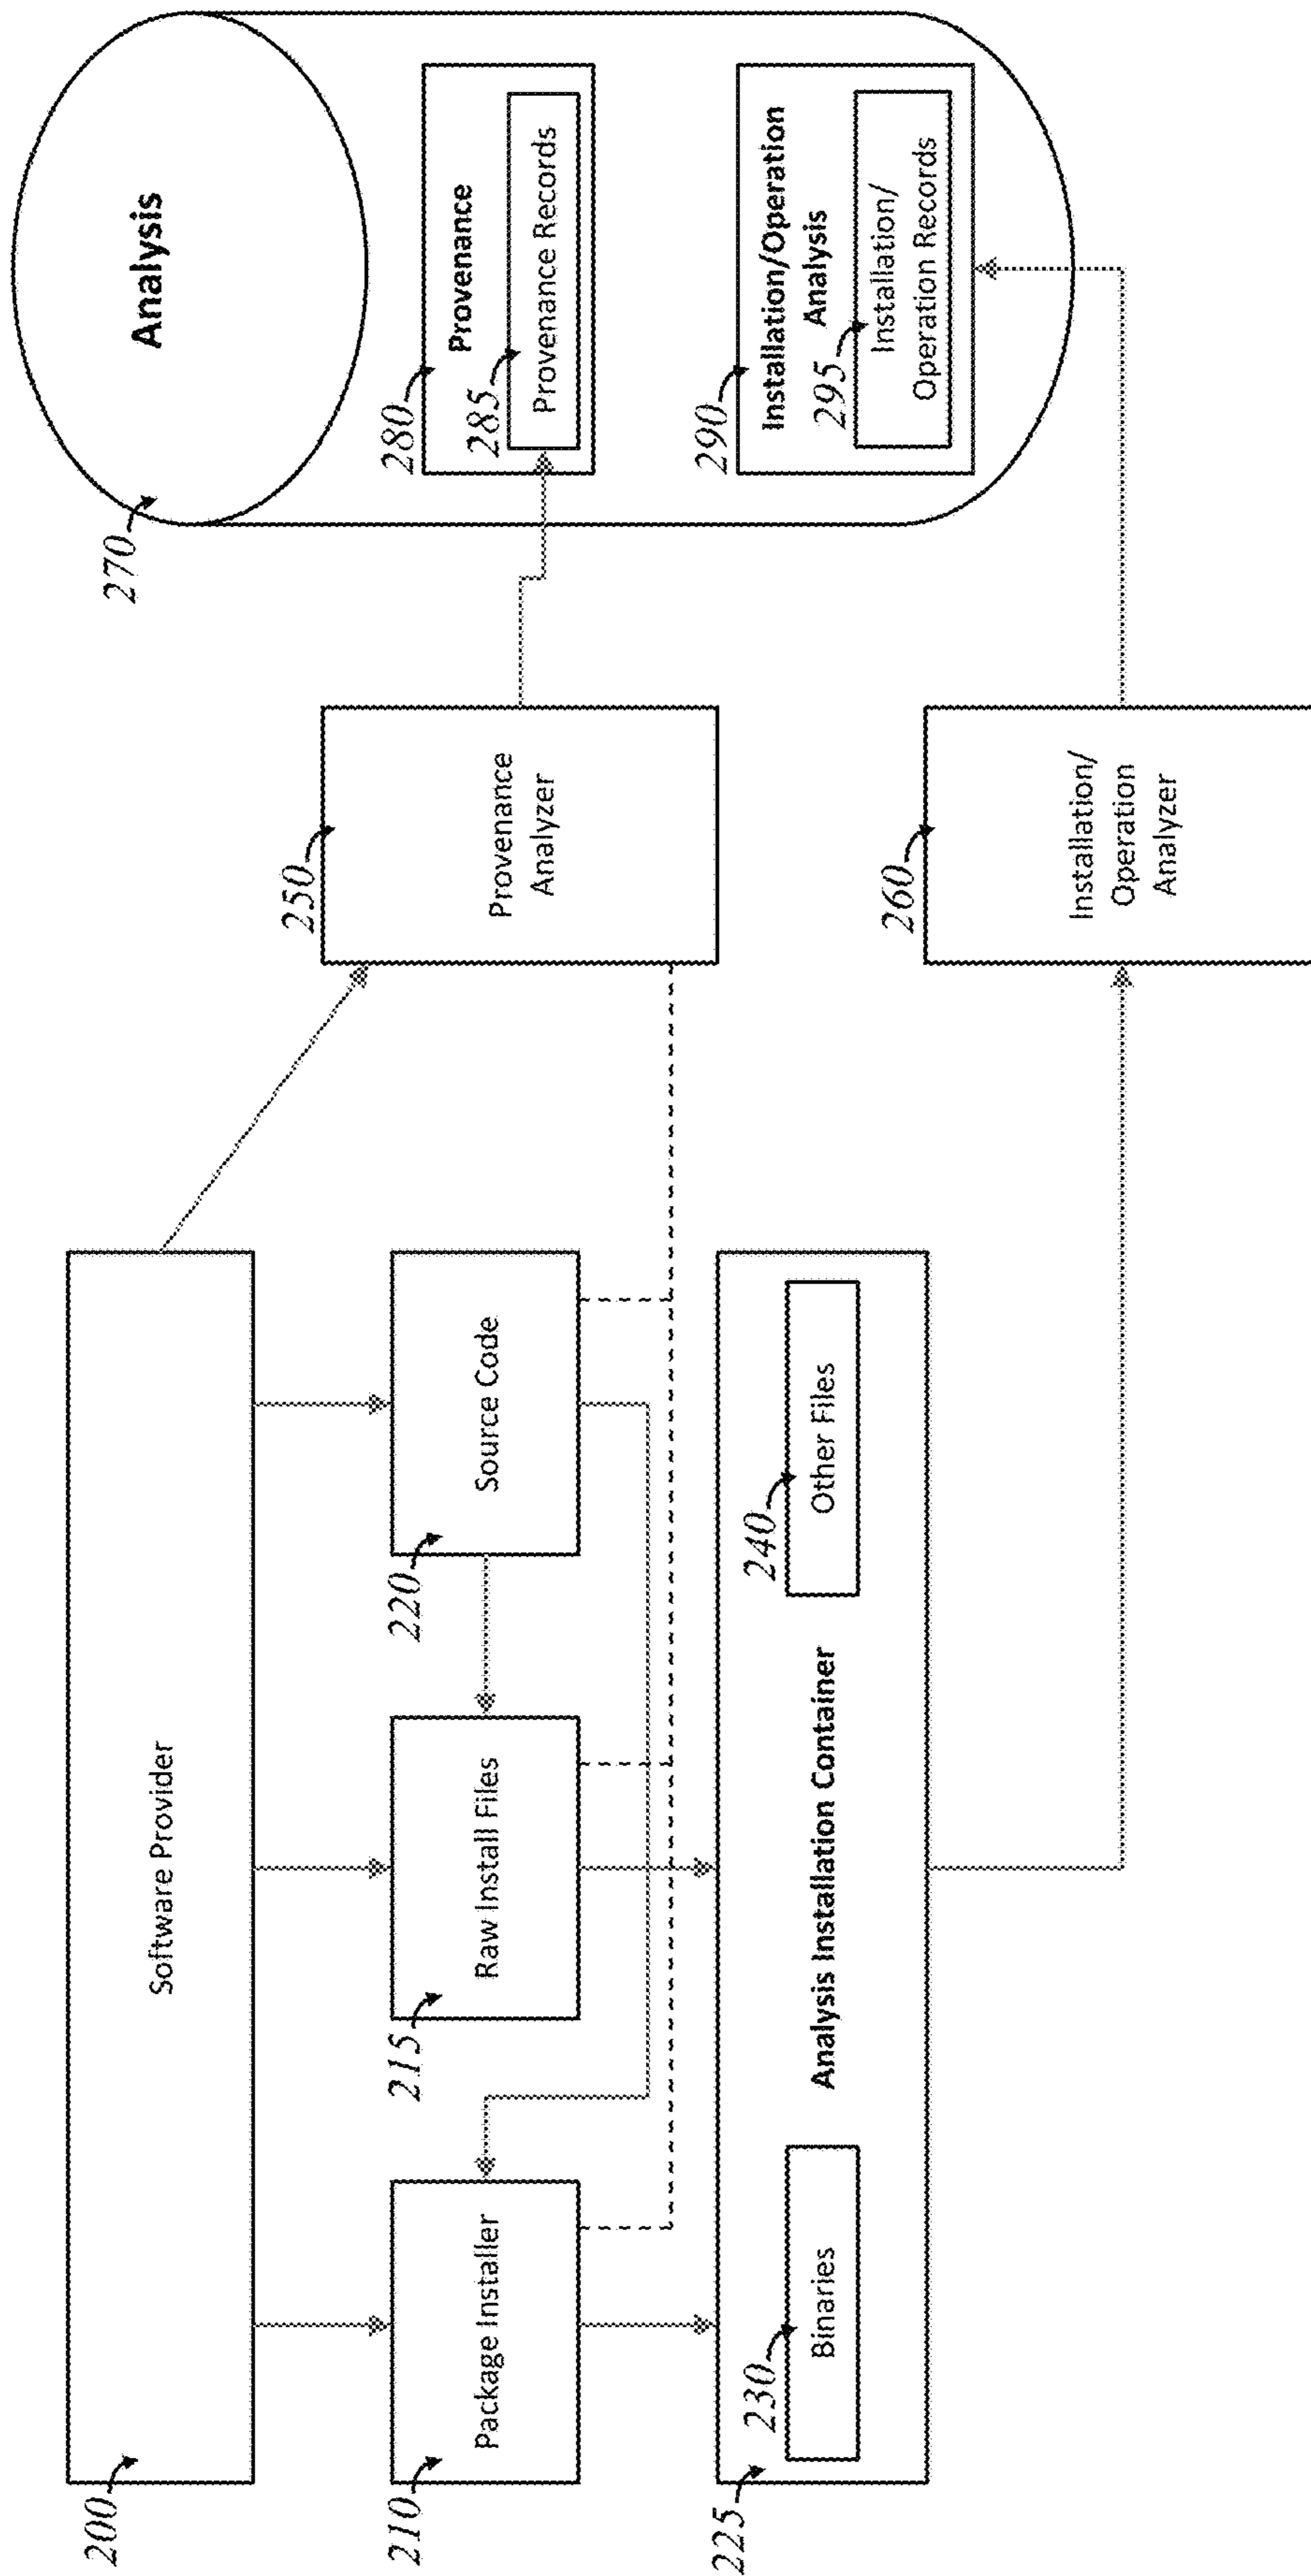 200
Software Provider
210
Package Installer
215
Raw Install Files
220
Source Code
225
230
Binaries
Analysis Installation Container
240
Other Files
250
Provenance
Analyzer
260
Installation/
Operation
Analyzer
270
Analysis
280
Provenance
285
Provenance Records
290
Installation/Operation
Analysis
295
Installation/
Operation Records